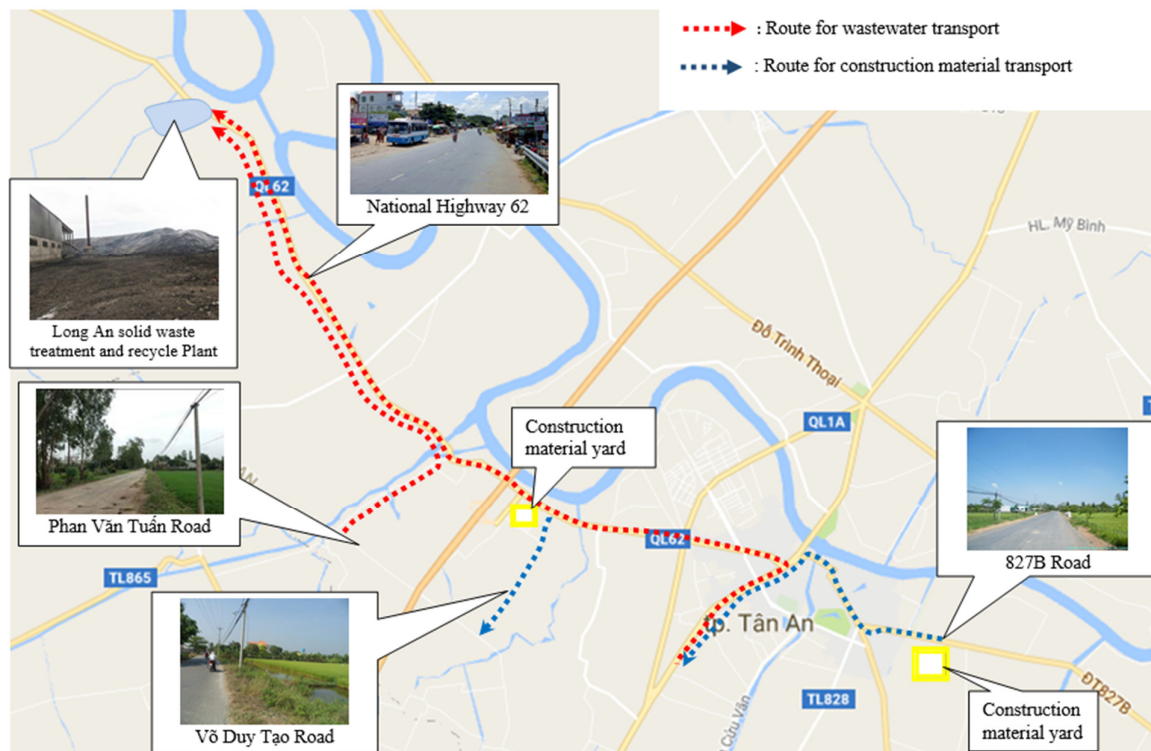 : Route for wastewater transport
: Route for construction material transport
QL62
National Highway 62
HL. Mỹ Bình
Long An solid waste
treatment and recycle Plant
Đỗ Trình Thoại
Construction
material yard
QL1A
Phan Văn Tuấn Road
QL62
827B Road
TL865
tp. Tân An
Võ Duy Tạo Road
TL828
ĐT827B
Cửu Vân
Construction
material yard